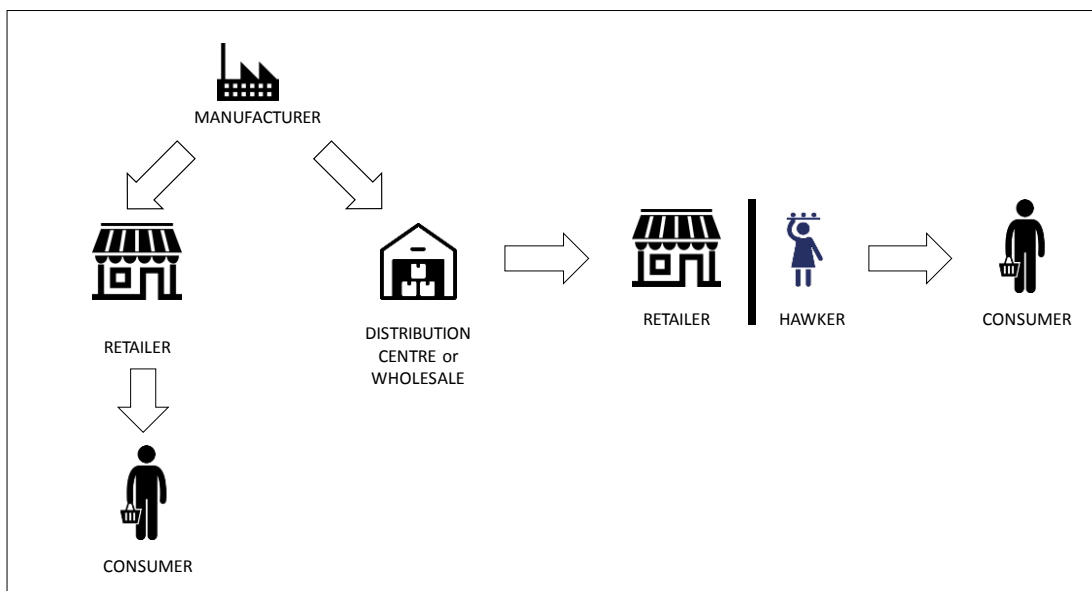 MANUFACTURER
RETAILER
CONSUMER
DISTRIBUTION
CENTRE or
WHOLESALE
RETAILER
HAWKER
CONSUMER